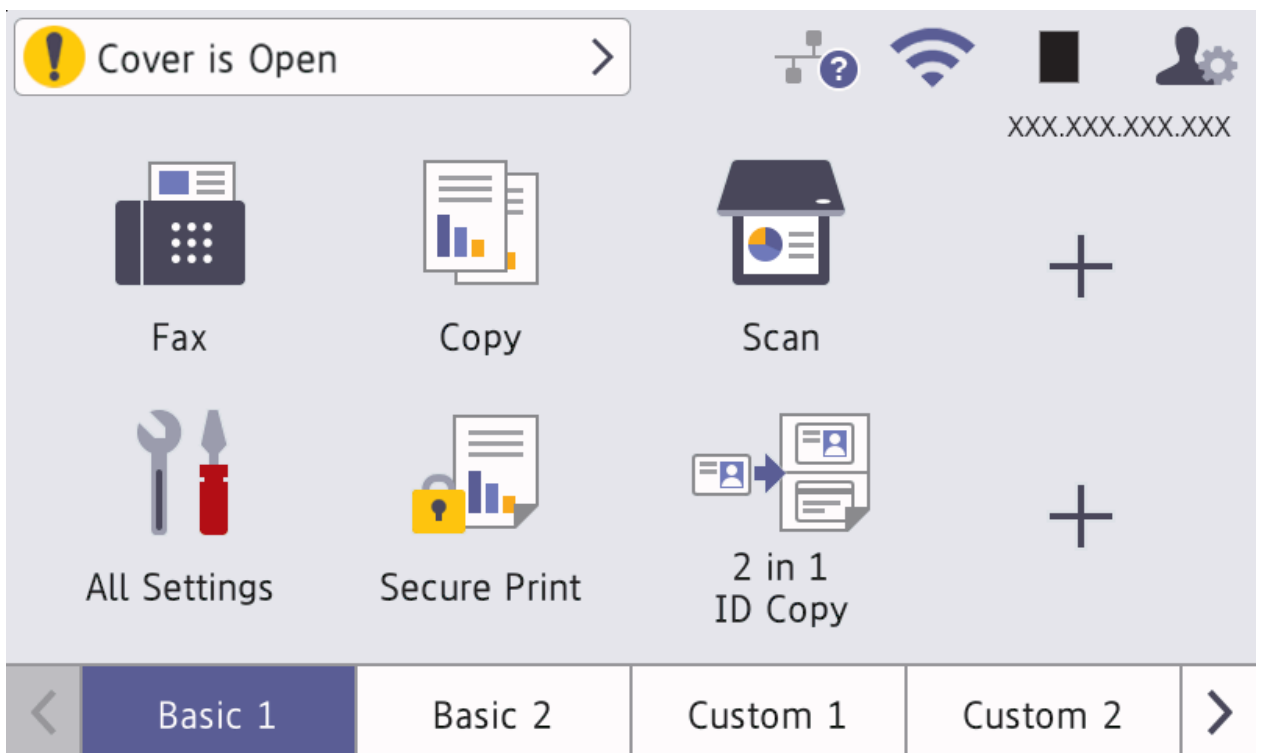 Cover is Open
?
XXX.XXX.XXX.XXX
Fax
Copy
Scan
All Settings
Secure Print
2 in 1
ID Copy
Basic 1
Basic 2
Custom 1
Custom 2